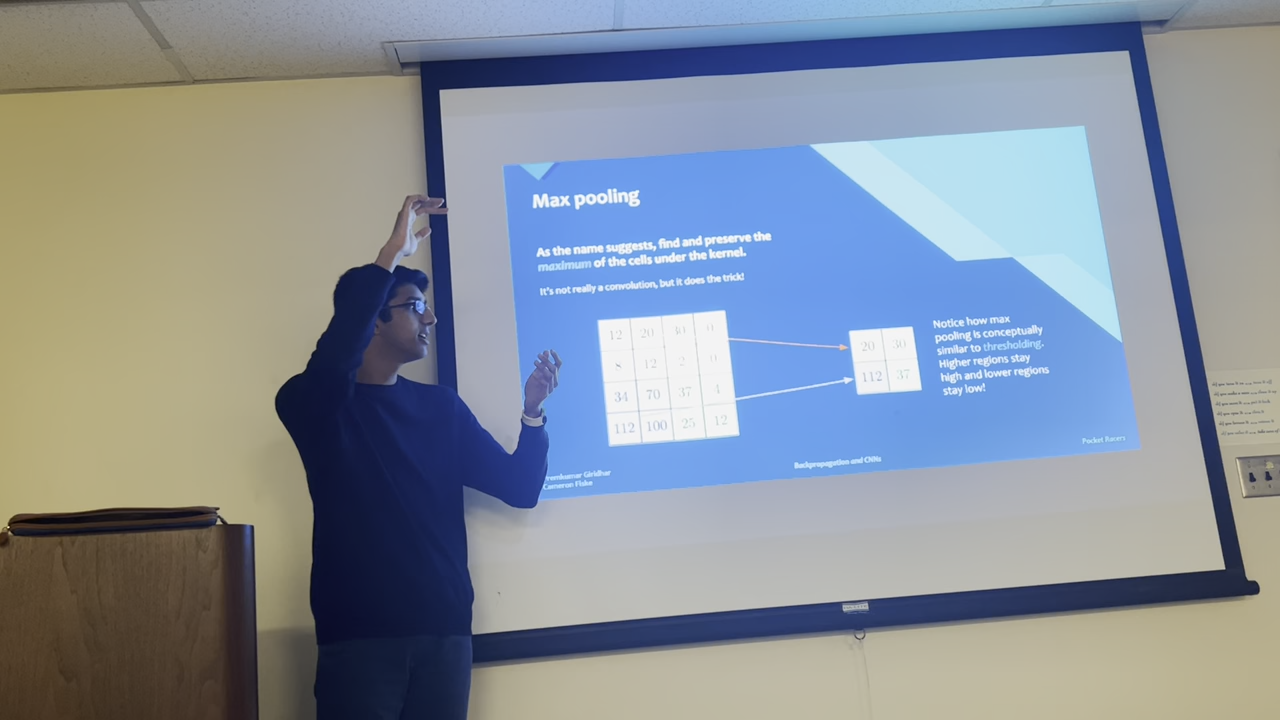 Max pooling
As the name suggests, find and preserve the
maximum of the cells under the kernel.
It's not really a convolution, but it does the trick!
12 20 30 0
8 12 2 0
34 70 37 4
112 100 25 12
20 30
112 37
Notice how max
pooling is conceptually
similar to thresholding.
Higher regions stay
high and lower regions
stay low!
Giridhar
Cameron Fiske
Backpropagation and CNNs
Pocket Racers